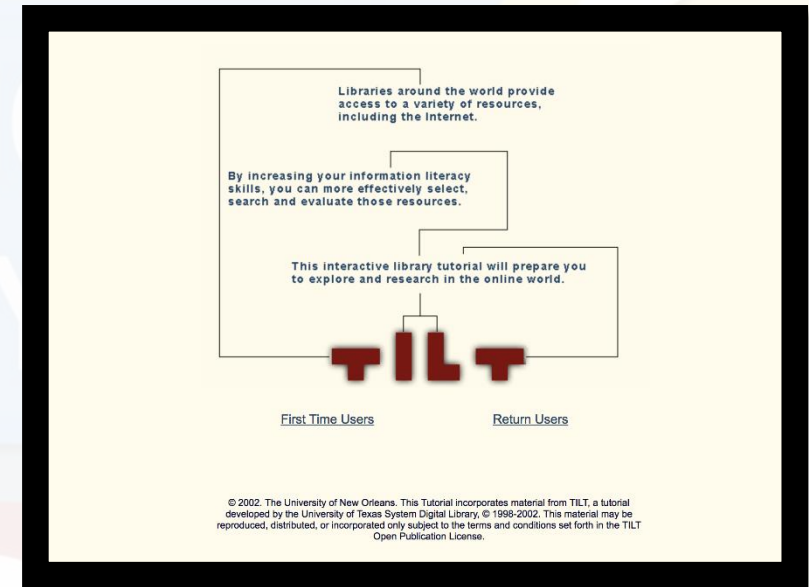 Libraries around the world provide
access to a variety of resources,
including the Internet.
By increasing your information literacy
skills, you can more effectively select,
search and evaluate those resources.
This interactive library tutorial will prepare you
to explore and research in the online world.
TILT
First Time Users
Return Users
© 2002. The University of New Orleans. This Tutorial incorporates material from TILT, a tutorial
developed by the University of Texas System Digital Library, © 1998-2002. This material may be
reproduced, distributed, or incorporated only subject to the terms and conditions set forth in the TILT
Open Publication License.